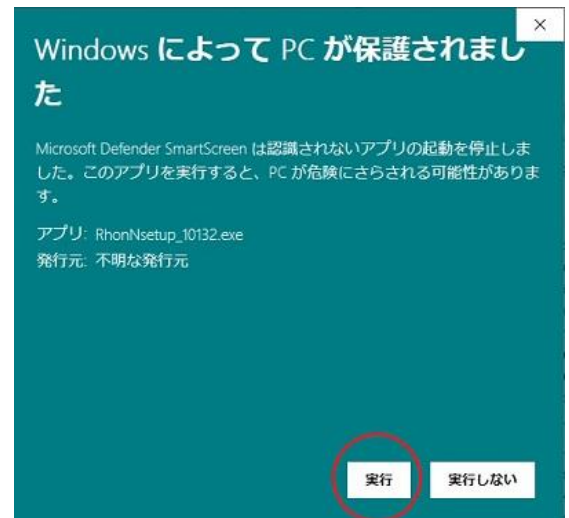 Windows によって PC が保護されまし
た
Microsoft Defender SmartScreen は認識されないアプリの起動を停止しま
した。このアプリを実行すると、PC が危険にさらされる可能性がありま
す。
アプリ: RhonNsetup_10132.exe
発行元: 不明な発行元
実行
実行しない